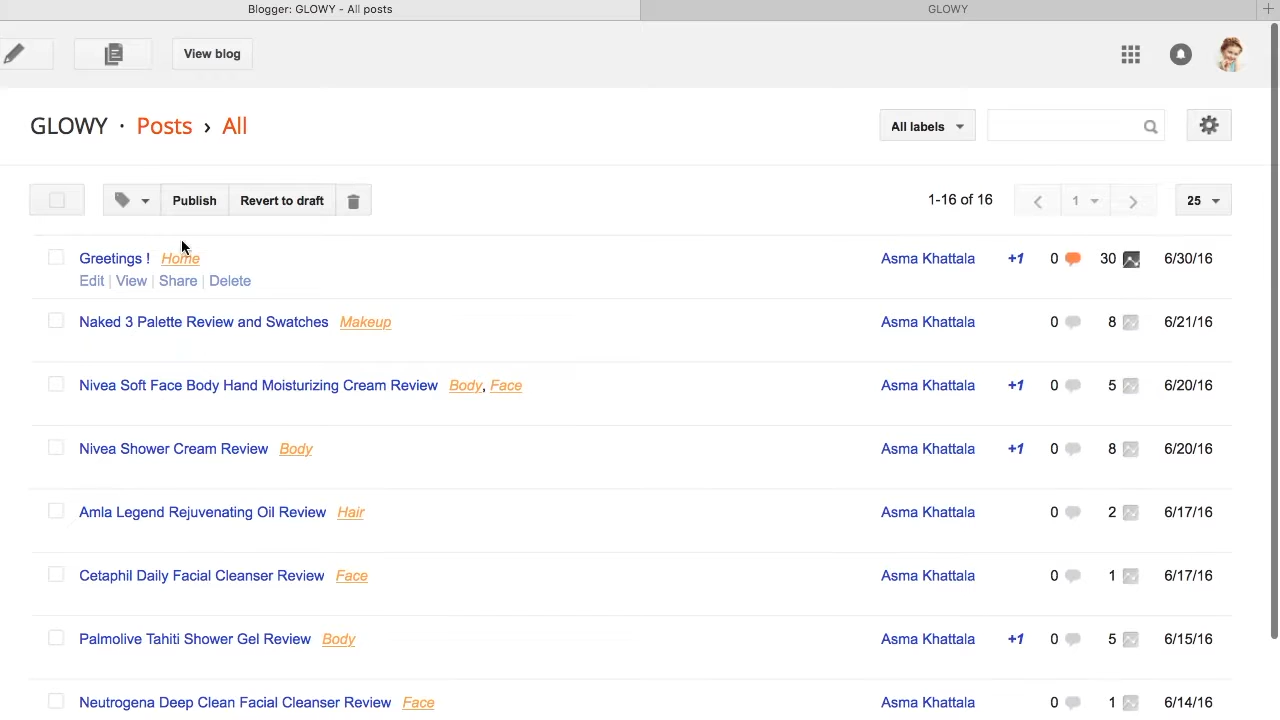 Blogger: GLOWY - All posts
GLOWY
View blog
GLOWY · Posts › All
All labels
Publish
Revert to draft
1-16 of 16
1
25
Greetings ! Home Asma Khattala +1 0 30 6/30/16
Edit | View | Share | Delete
Naked 3 Palette Review and Swatches Makeup Asma Khattala 0 8 6/21/16
Nivea Soft Face Body Hand Moisturizing Cream Review Body, Face Asma Khattala +1 0 5 6/20/16
Nivea Shower Cream Review Body Asma Khattala +1 0 8 6/20/16
Amla Legend Rejuvenating Oil Review Hair Asma Khattala 0 2 6/17/16
Cetaphil Daily Facial Cleanser Review Face Asma Khattala 0 1 6/17/16
Palmolive Tahiti Shower Gel Review Body Asma Khattala +1 0 5 6/15/16
Neutrogena Deep Clean Facial Cleanser Review Face Asma Khattala 0 1 6/14/16